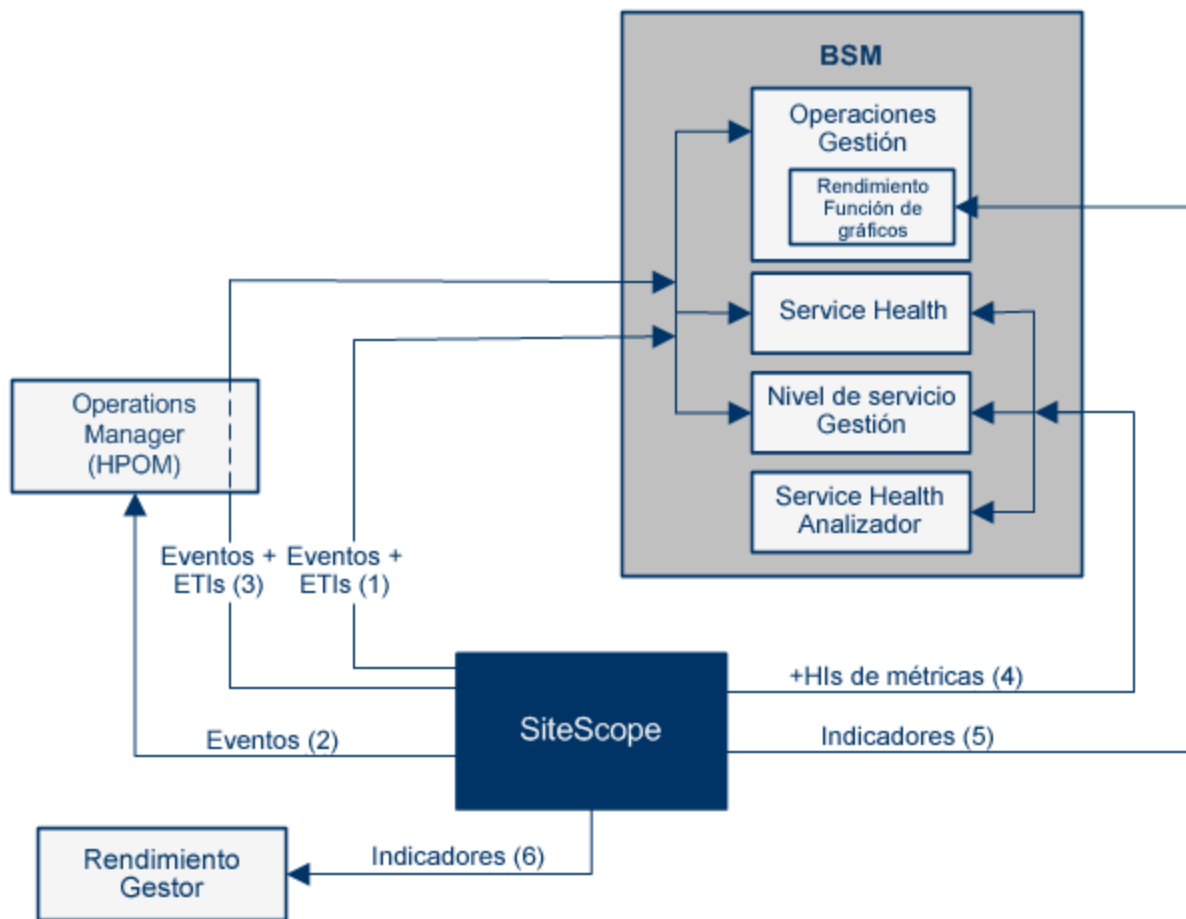 BSM
Operaciones
Gestión
Rendimiento
Función de
gráficos
Service Health
Nivel de servicio
Gestión
Service Health
Analizador
Operations
Manager
(HPOM)
Eventos +
ETIs (3)
Eventos +
ETIs (1)
+HIs de métricas (4)
SiteScope
Eventos (2)
Indicadores (5)
Indicadores (6)
Rendimiento
Gestor